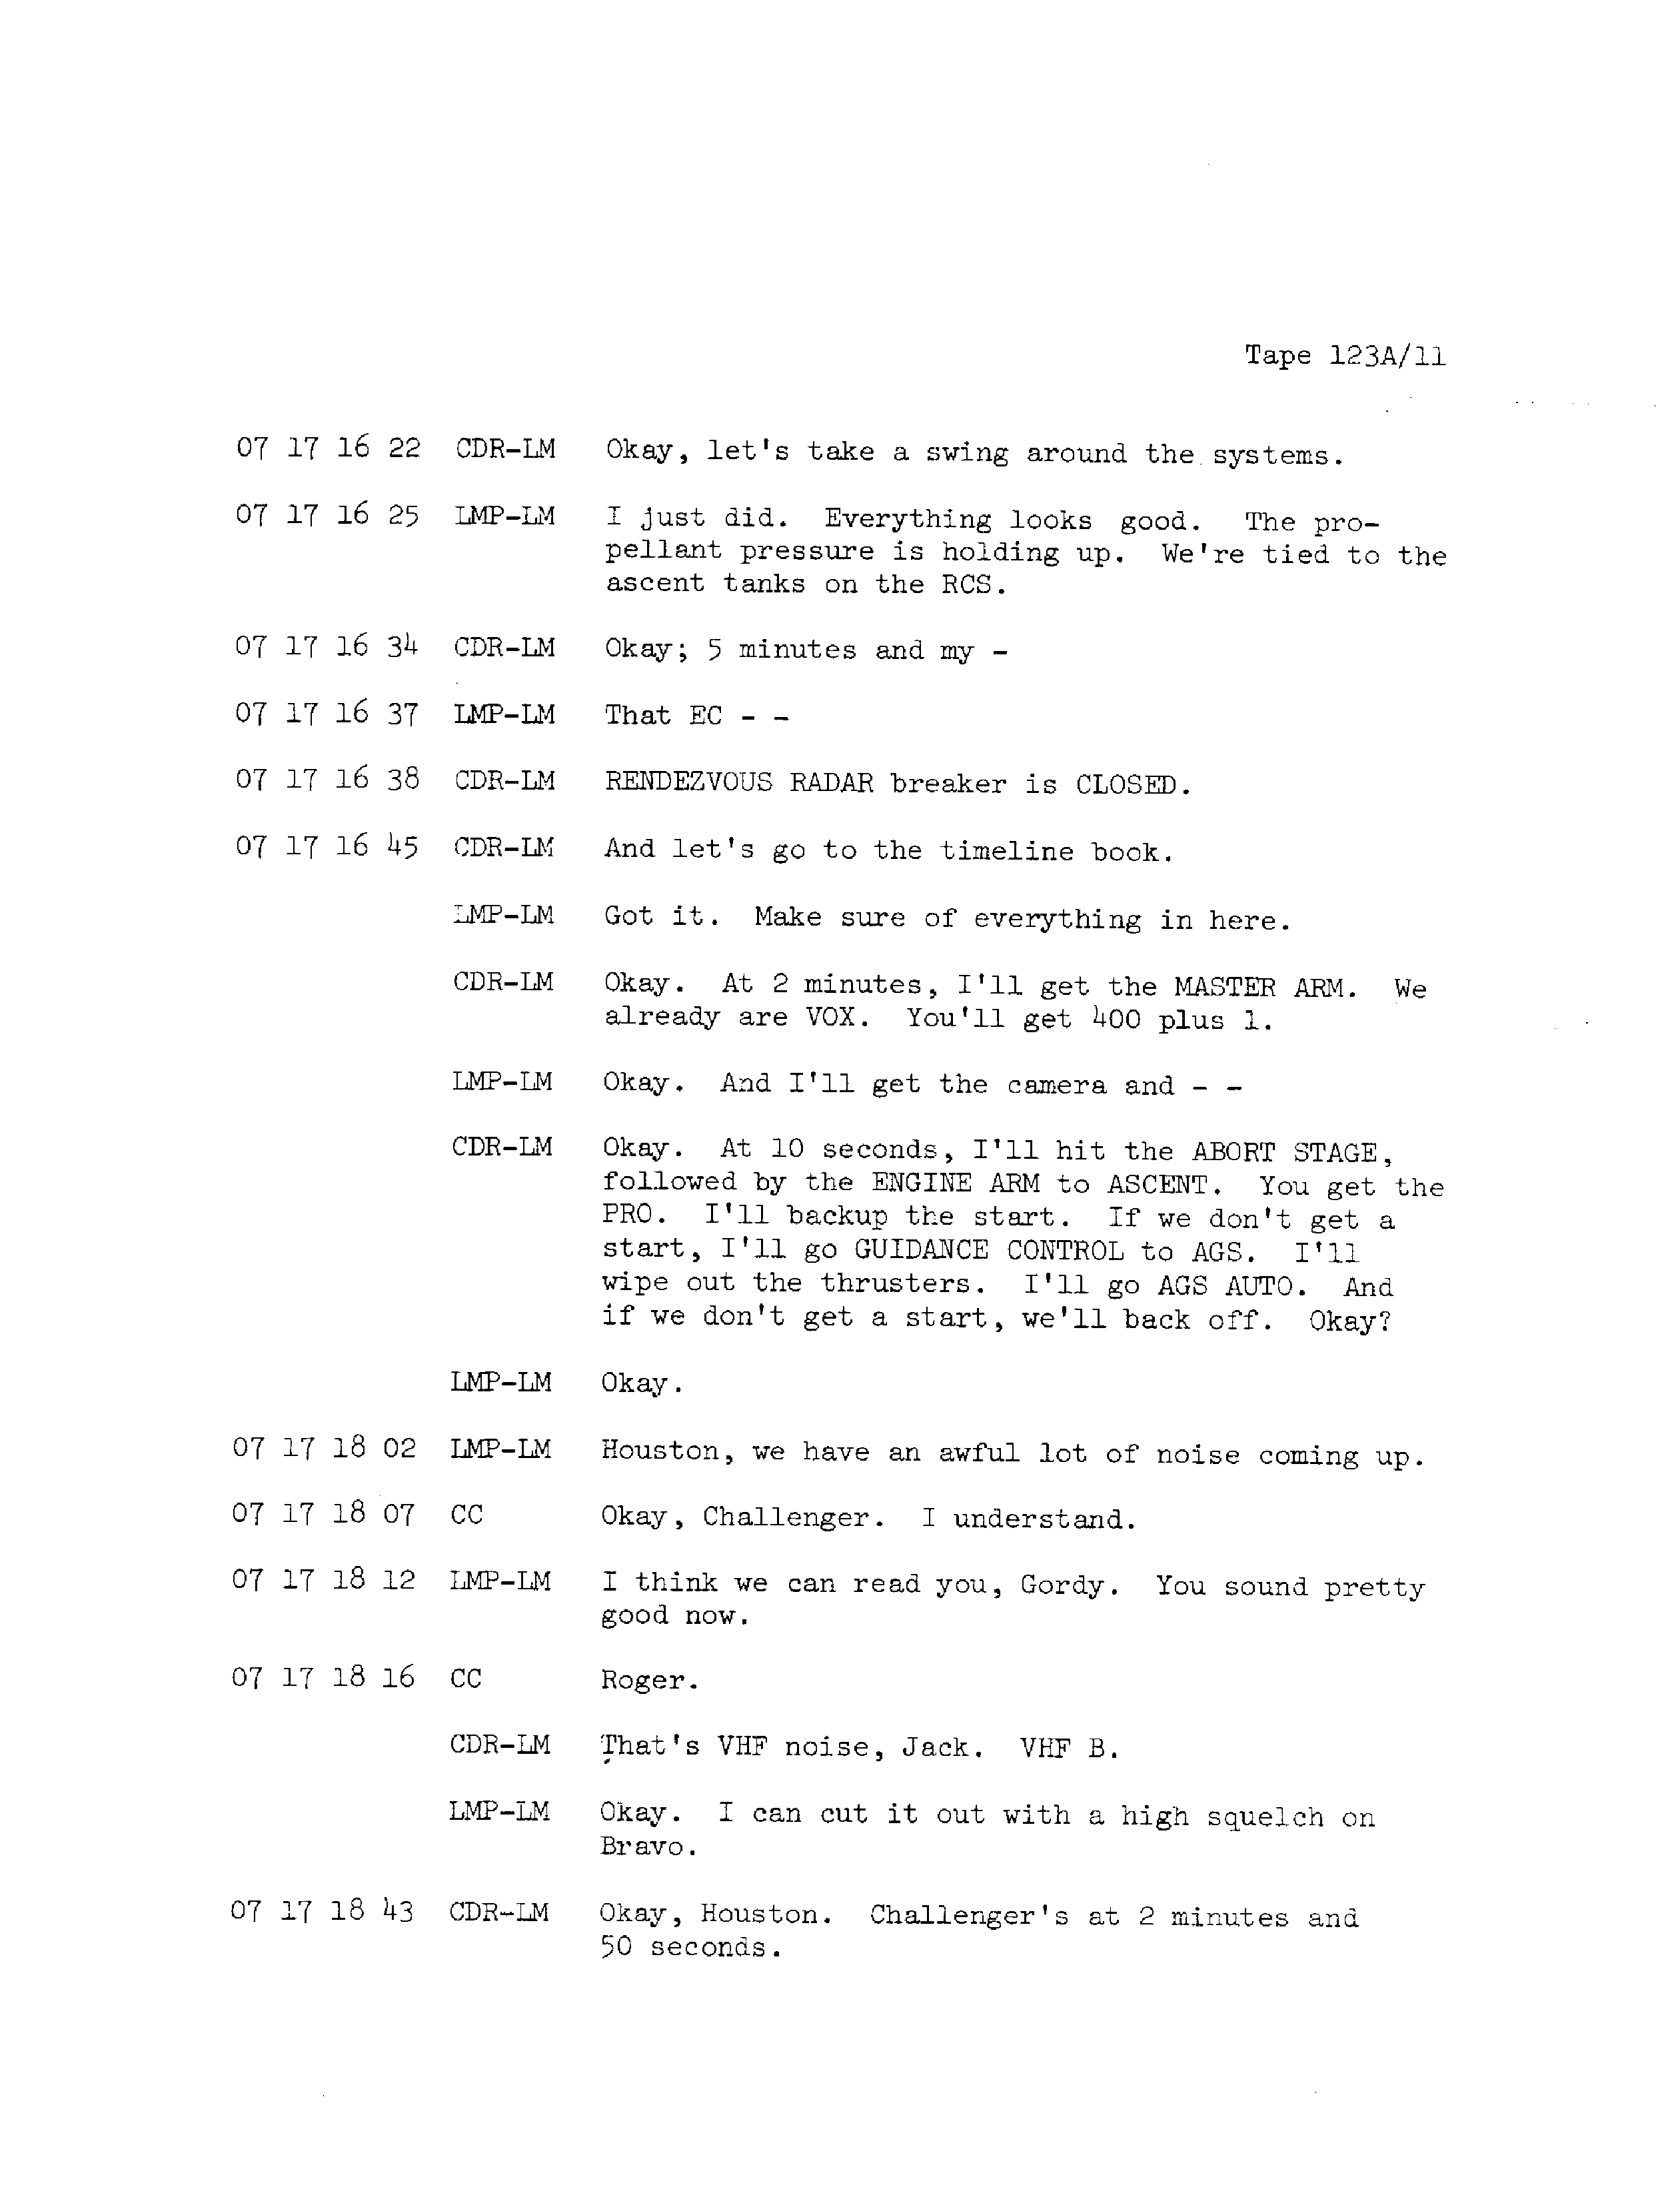 Tape 123A/11
07 17 16 22 CDR-LM Okay, let's take a swing around the systems.
07 17 16 25 LMP-LM I just did. Everything looks good. The pro-
pellant pressure is holding up. We're tied to the
ascent tanks on the RCS.
07 17 16 34 CDR-LM Okay; 5 minutes and my -
07 17 16 37 LMP-LM That EC - -
07 17 16 38 CDR-LM RENDEZVOUS RADAR breaker is CLOSED.
07 17 16 45 CDR-LM And let's go to the timeline book.
LMP-LM Got it. Make sure of everything in here.
CDR-LM Okay. At 2 minutes, I'll get the MASTER ARM. We
already are VOX. You'll get 400 plus 1.
LMP-LM Okay. And I'll get the camera and - -
CDR-LM Okay. At 10 seconds, I'll hit the ABORT STAGE,
followed by the ENGINE ARM to ASCENT. You get the
PRO. I'll backup the start. If we don't get a
start, I'll go GUIDANCE CONTROL to AGS. I'll
wipe out the thrusters. I'll go AGS AUTO. And
if we don't get a start, we'll back off. Okay?
LMP-LM Okay.
07 17 18 02 LMP-LM Houston, we have an awful lot of noise coming up.
07 17 18 07 CC Okay, Challenger. I understand.
07 17 18 12 LMP-LM I think we can read you, Gordy. You sound pretty
good now.
07 17 18 16 CC Roger.
CDR-LM That's VHF noise, Jack. VHF B.
LMP-LM Okay. I can cut it out with a high squelch on
Bravo.
07 17 18 43 CDR-LM Okay, Houston. Challenger's at 2 minutes and
50 seconds.